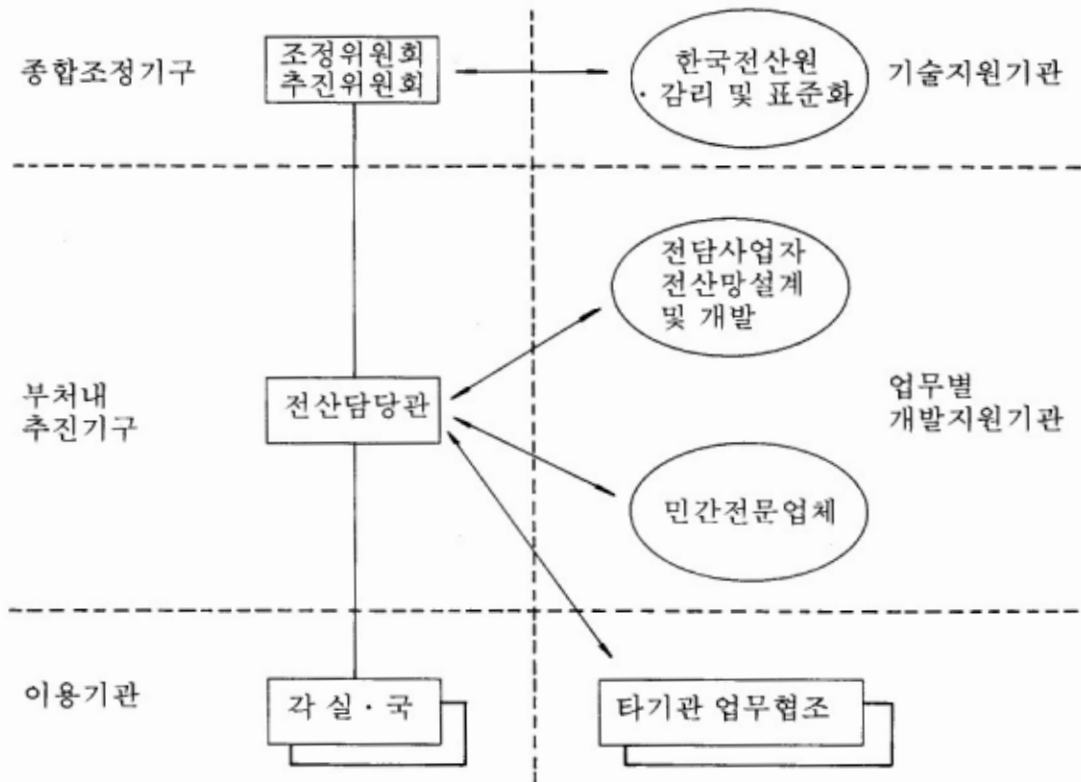 종합조정기구
조정위원회
추진위원회
한국전산원
· 감리 및 표준화
기술지원기관
전담사업자
전산망설계
및 개발
부처내
추진기구
전산담당관
업무별
개발지원기관
민간전문업체
이용기관
각 실 · 국
타기관 업무협조